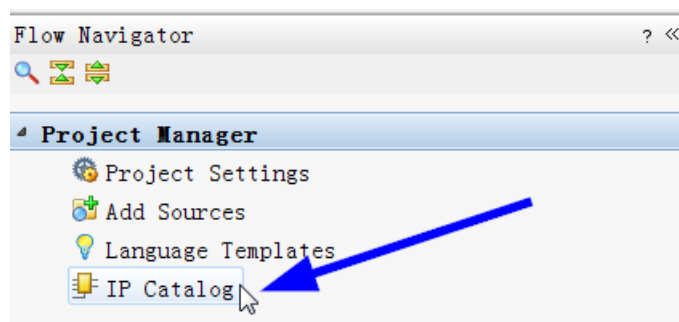 Flow Navigator ? «
Project Manager
Project Settings
Add Sources
Language Templates
IP Catalog